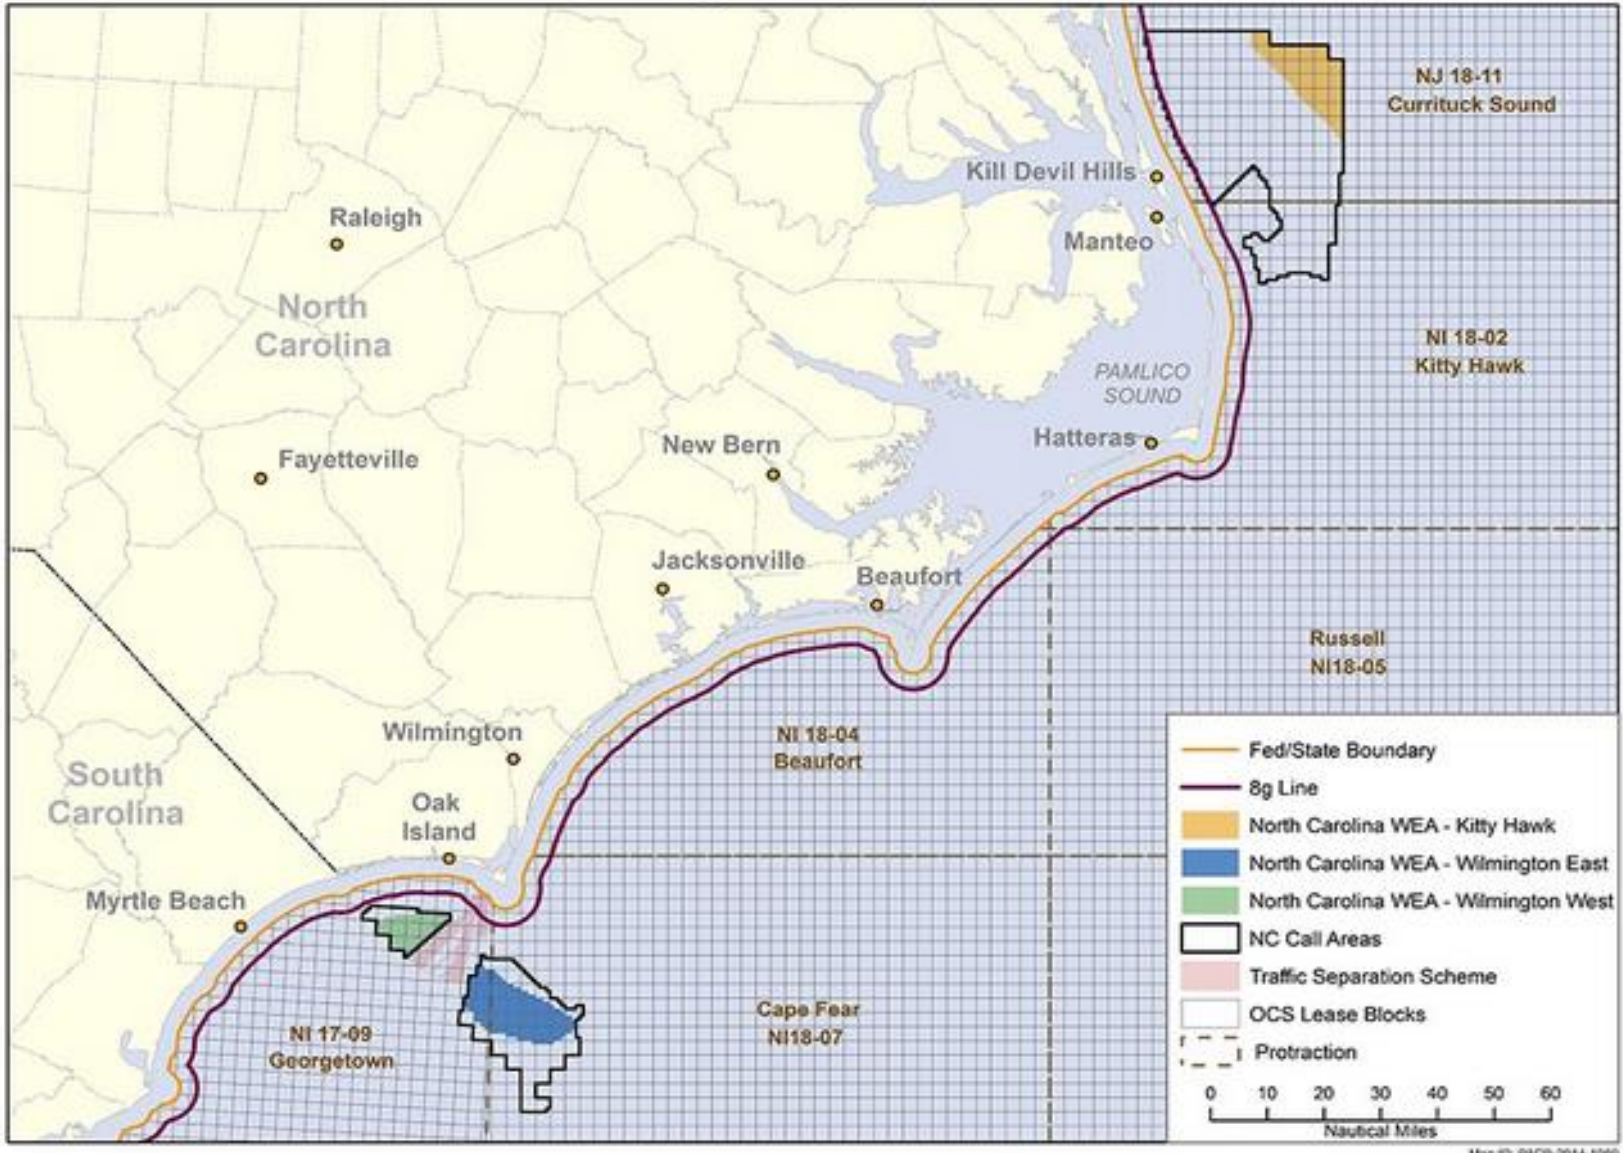 NJ 18-11
Currituck Sound
Kill Devil Hills
Raleigh
Manteo
North
Carolina
NI 18-02
Kitty Hawk
PAMLICO
SOUND
Hatteras
New Bern
Fayetteville
Jacksonville
Beaufort
Russell
NI18-05
Wilmington
NI 18-04
Beaufort
South
Carolina
Oak
Island
Myrtle Beach
Cape Fear
NI18-07
NI 17-09
Georgetown
Fed/State Boundary
8g Line
North Carolina WEA - Kitty Hawk
North Carolina WEA - Wilmington East
North Carolina WEA - Wilmington West
NC Call Areas
Traffic Separation Scheme
OCS Lease Blocks
Protraction
0 10 20 30 40 50 60
Nautical Miles